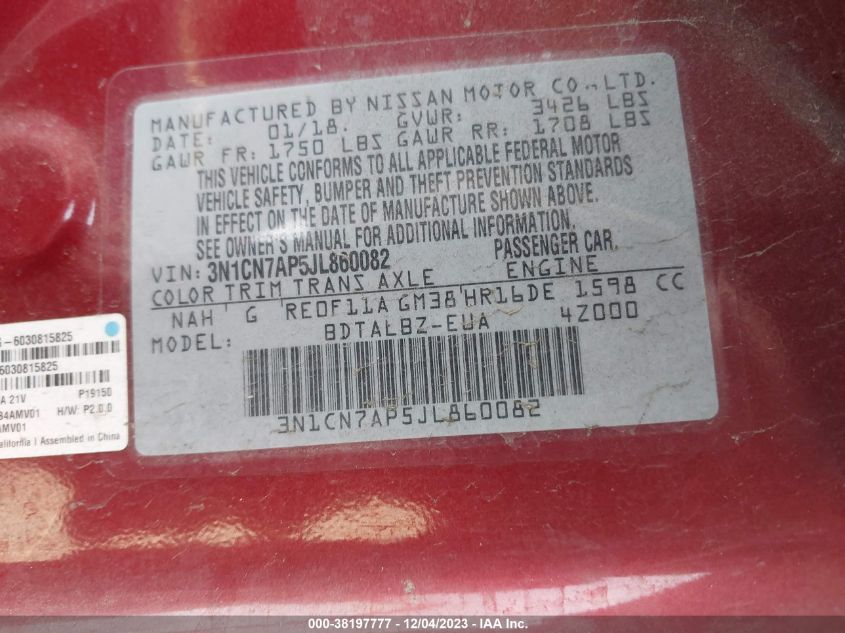 MANUFACTURED BY NISSAN MOTOR CO., LTD.
DATE: 01/18. GVWR: 3426 LBS
GAWR FR: 1750 LBS GAWR RR: 1708 LBS
THIS VEHICLE CONFORMS TO ALL APPLICABLE FEDERAL MOTOR
VEHICLE SAFETY, BUMPER AND THEFT PREVENTION STANDARDS
IN EFFECT ON THE DATE OF MANUFACTURE SHOWN ABOVE.
SEE OWNER'S MANUAL FOR ADDITIONAL INFORMATION.
VIN: 3N1CN7AP5JL860082 PASSENGER CAR.
COLOR TRIM TRANS AXLE ENGINE
NAH G RE0F11A GM38 HR16DE 1598 CC
MODEL: BDTALBZ-EUA 4Z000
3N1CN7AP5JL860082
-6030815825
6030815825
A 21V P19150
84AMV01 H/W: P2.0.0
AMV01
alifornia | Assembled in China
000-38197777 - 12/04/2023 - IAA Inc.